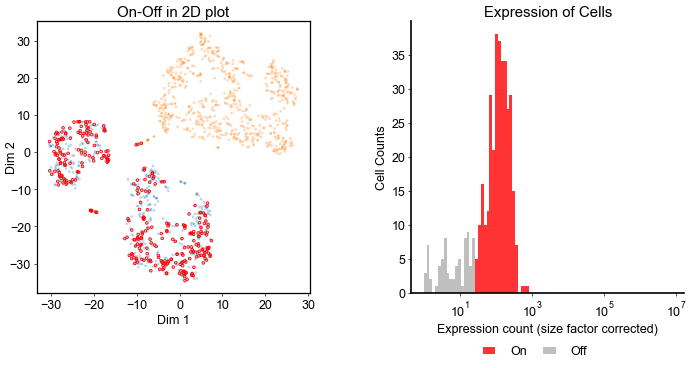 On-Off in 2D plot
Dim 2
30
20
10
0
−10
−20
−30
−30 −20 −10 0 10 20 30
Dim 1
Expression of Cells
Cell Counts
35
30
25
20
15
10
5
0
10^1 10^3 10^5 10^7
Expression count (size factor corrected)
On Off